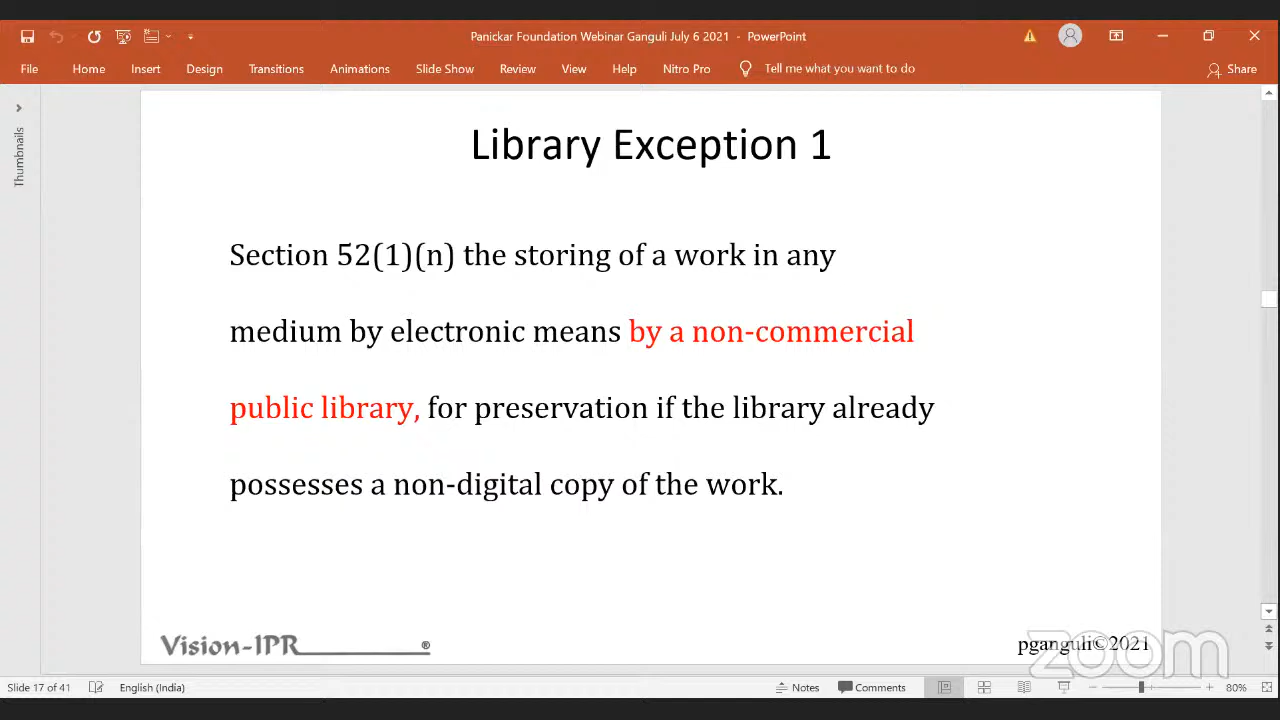 Panickar Foundation Webinar Ganguli July 6 2021 - PowerPoint
File Home Insert Design Transitions Animations Slide Show Review View Help Nitro Pro Tell me what you want to do Share
Thumbnails
Library Exception 1
Section 52(1)(n) the storing of a work in any
medium by electronic means by a non-commercial
public library, for preservation if the library already
possesses a non-digital copy of the work.
Vision-IPR ®
pganguli©2021
zoom
Slide 17 of 41 English (India) Notes Comments 80%